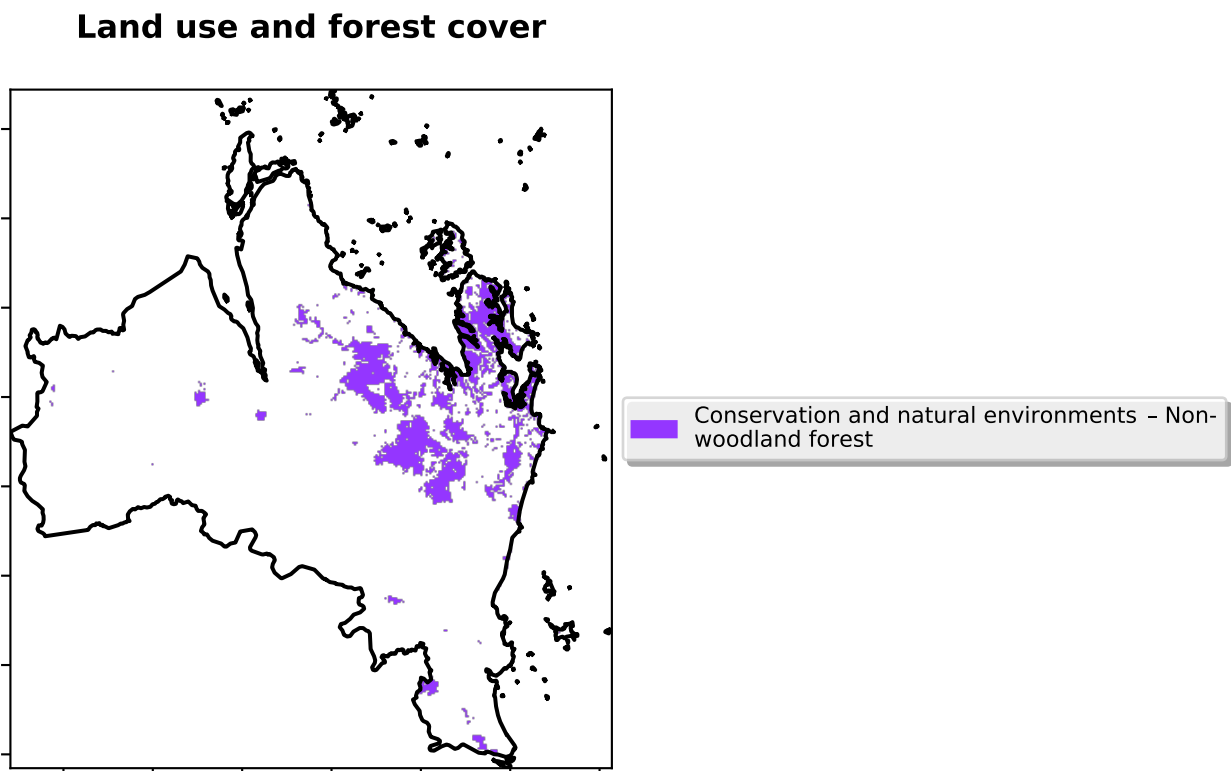 Land use and forest cover
Conservation and natural environments – Non-
woodland forest